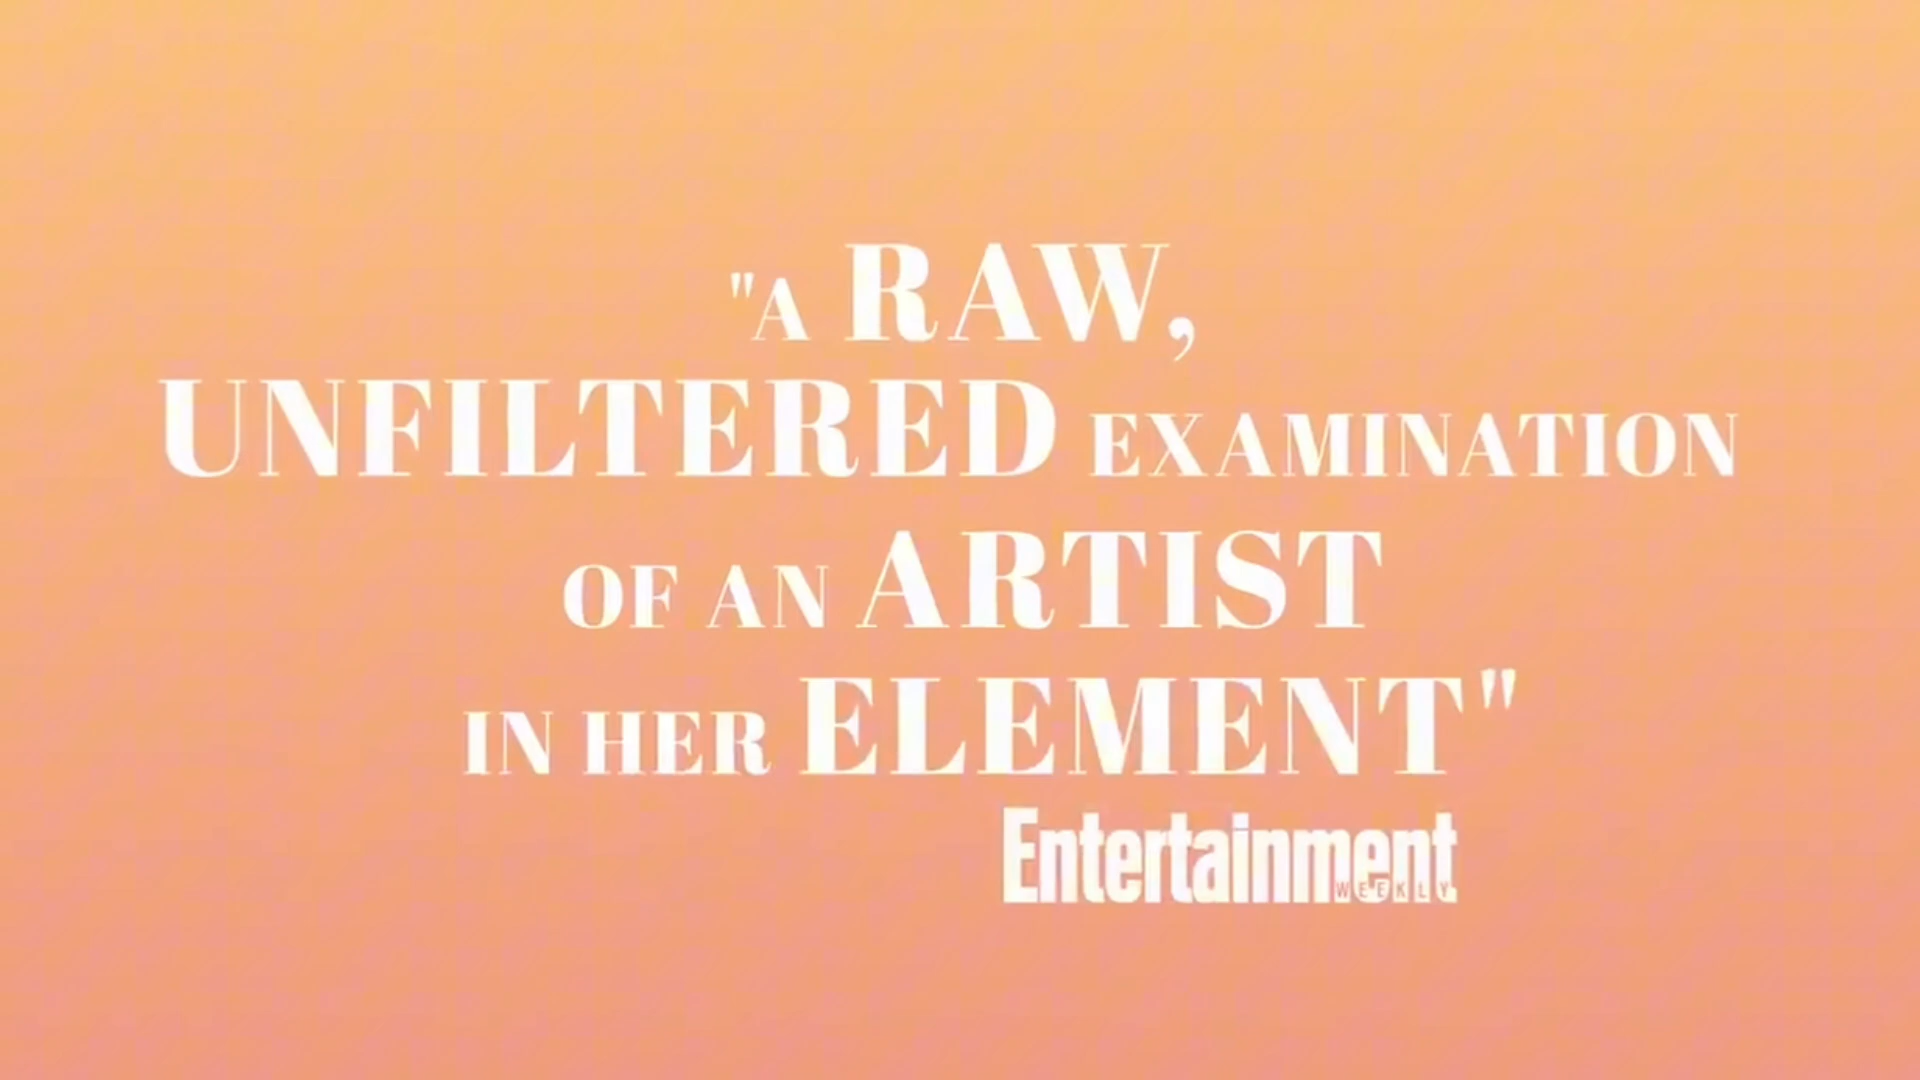 "A RAW,
UNFILTERED EXAMINATION
OF AN ARTIST
IN HER ELEMENT"
Entertainment
WEEKLY